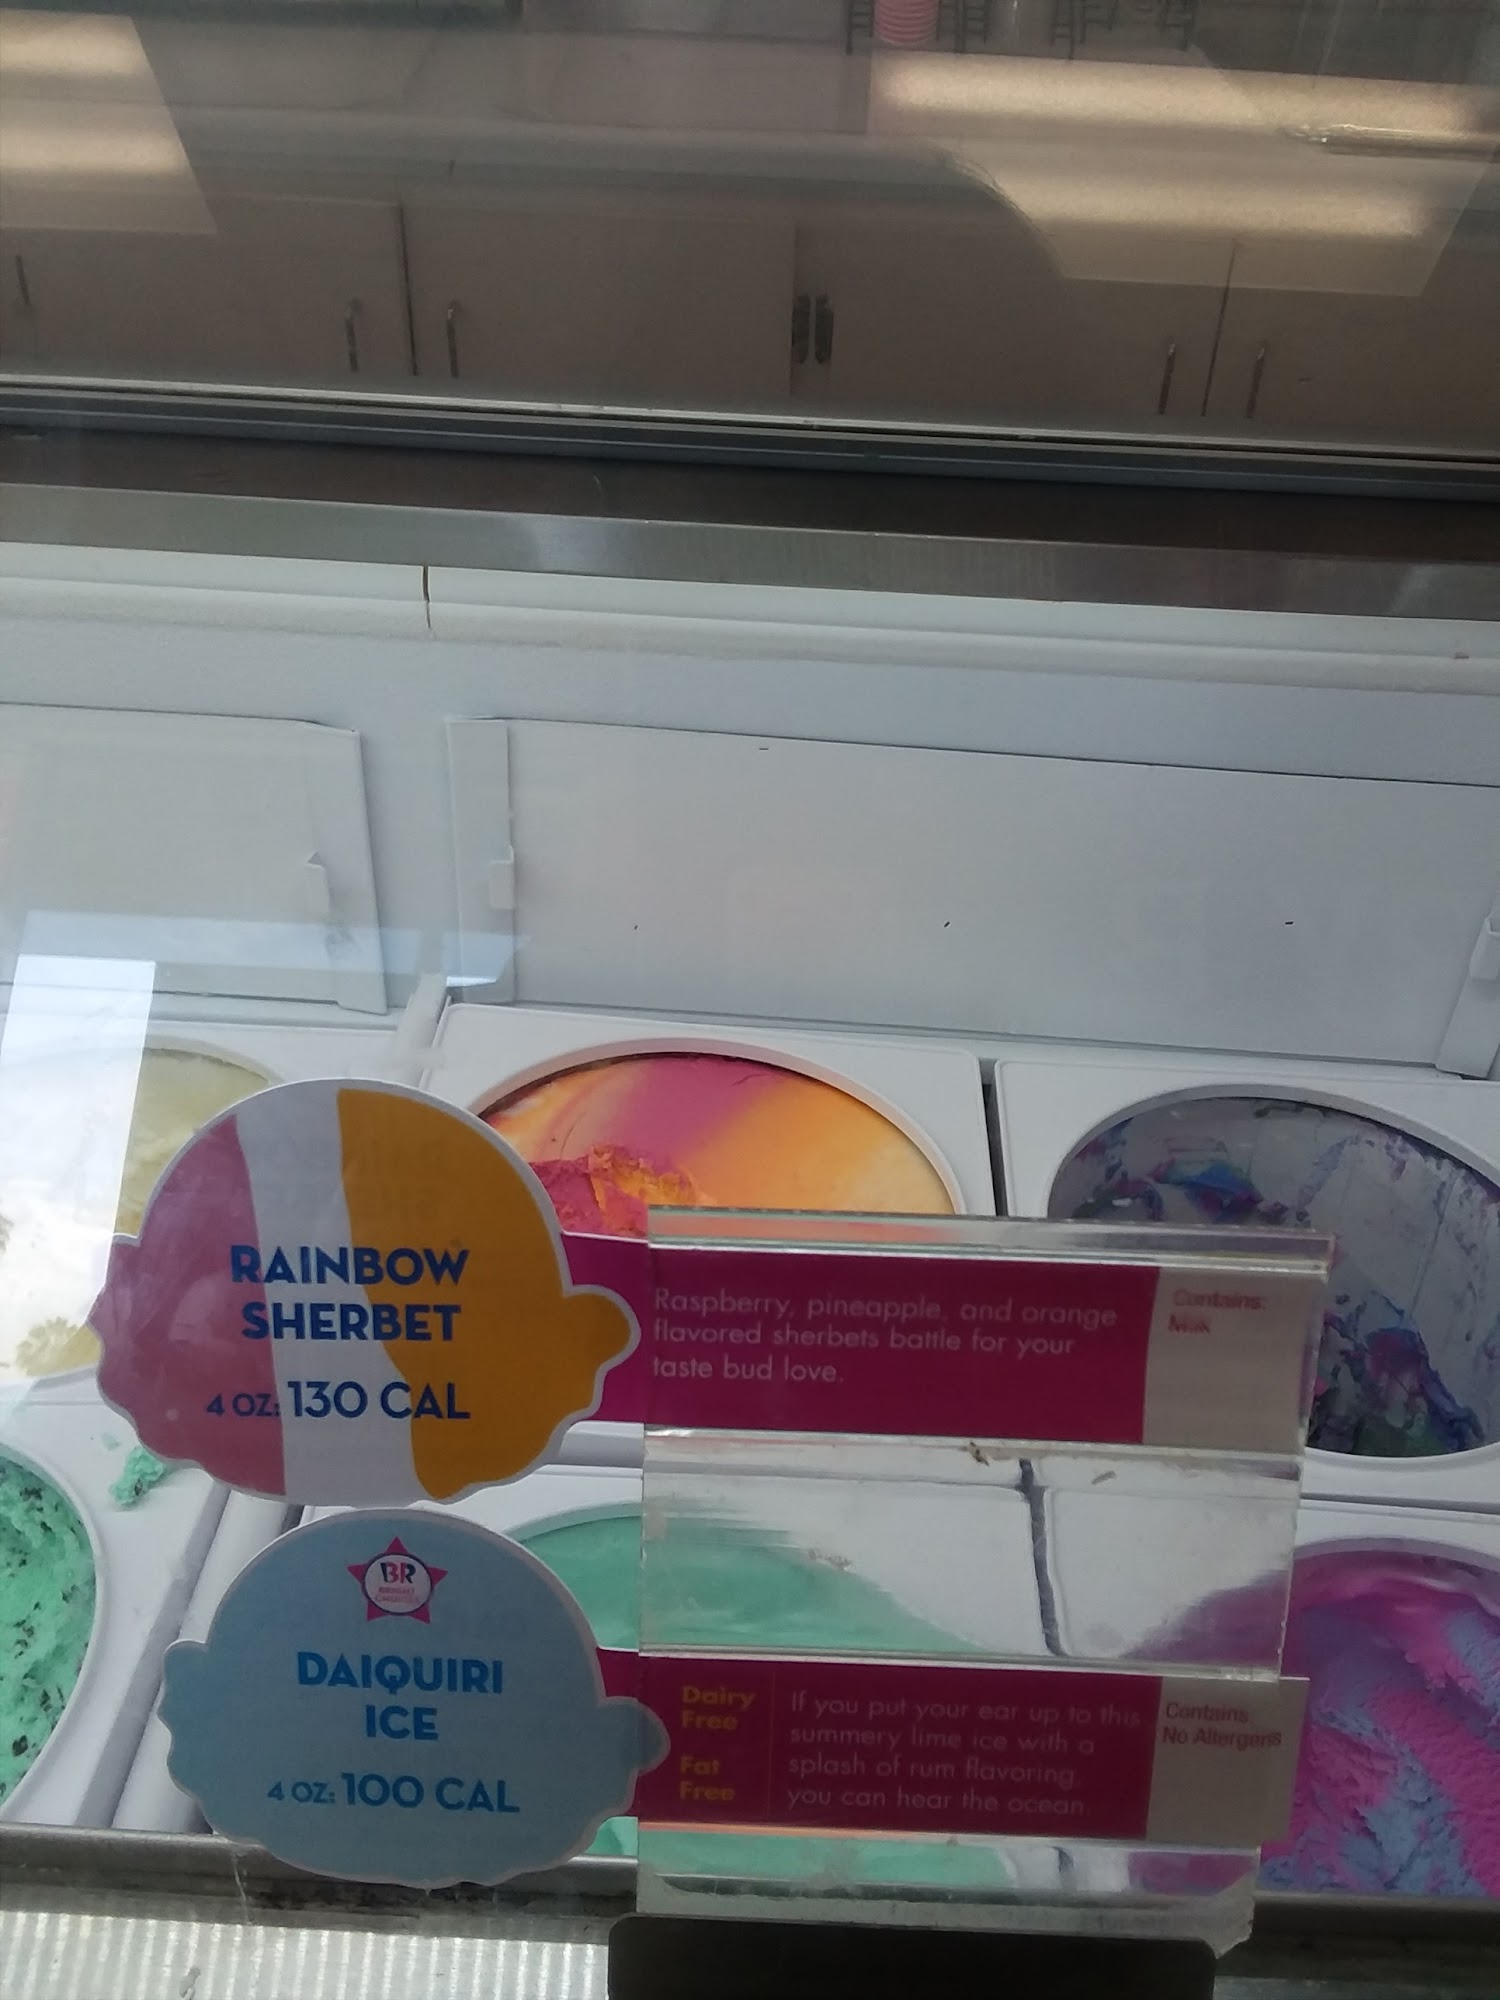 RAINBOW
SHERBET
4 OZ: 130 CAL
Raspberry, pineapple, and orange
flavored sherbets battle for your
taste bud love.
Contains:
Milk
BR
DAIQUIRI
ICE
4 OZ: 100 CAL
Dairy
Free
Fat
Free
If you put your ear up to this
summery lime ice with a
splash of rum flavoring,
you can hear the ocean.
Contains:
No Allergens